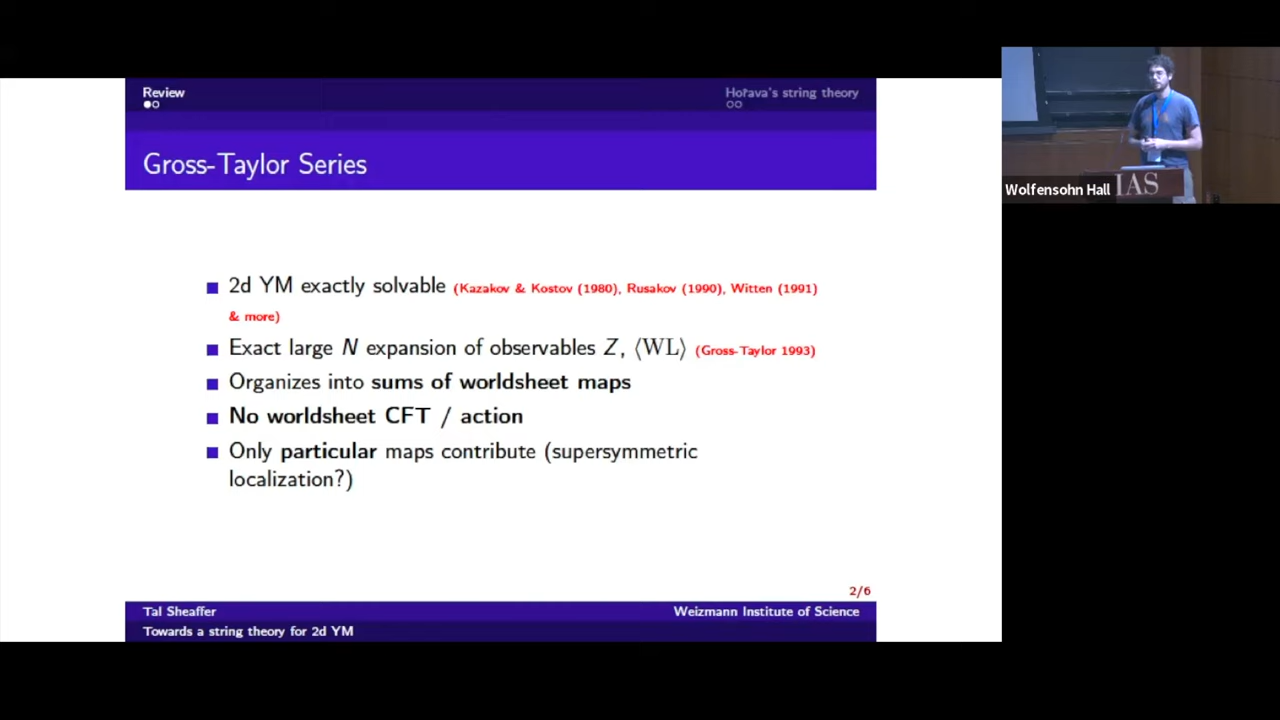 Review
Hořava's string theory
Gross-Taylor Series
2d YM exactly solvable (Kazakov & Kostov (1980), Rusakov (1990), Witten (1991)
& more)
Exact large N expansion of observables Z, ⟨WL⟩ (Gross-Taylor 1993)
Organizes into sums of worldsheet maps
No worldsheet CFT / action
Only particular maps contribute (supersymmetric
localization?)
2/6
Tal Sheaffer
Weizmann Institute of Science
Towards a string theory for 2d YM
Wolfensohn Hall
IAS